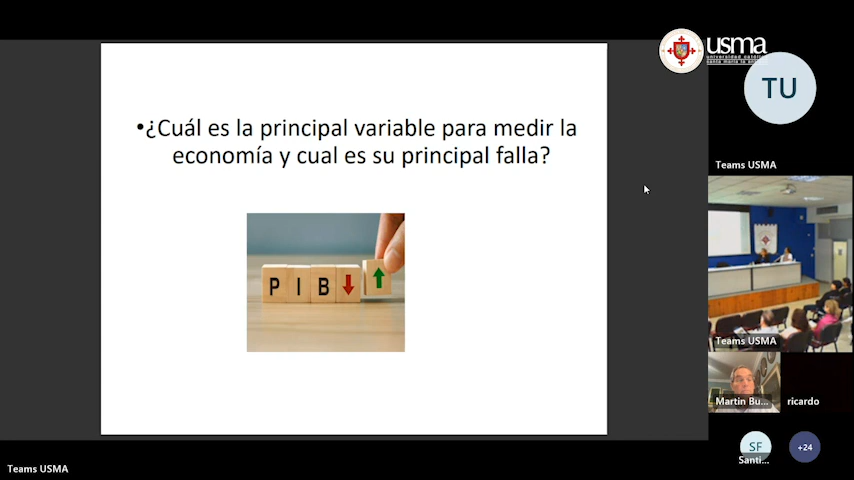 usma
•¿Cuál es la principal variable para medir la
economía y cual es su principal falla?
P I B
TU
Teams USMA
Teams USMA
Martin Bu...
ricardo
SF
Santi...
+24
Teams USMA